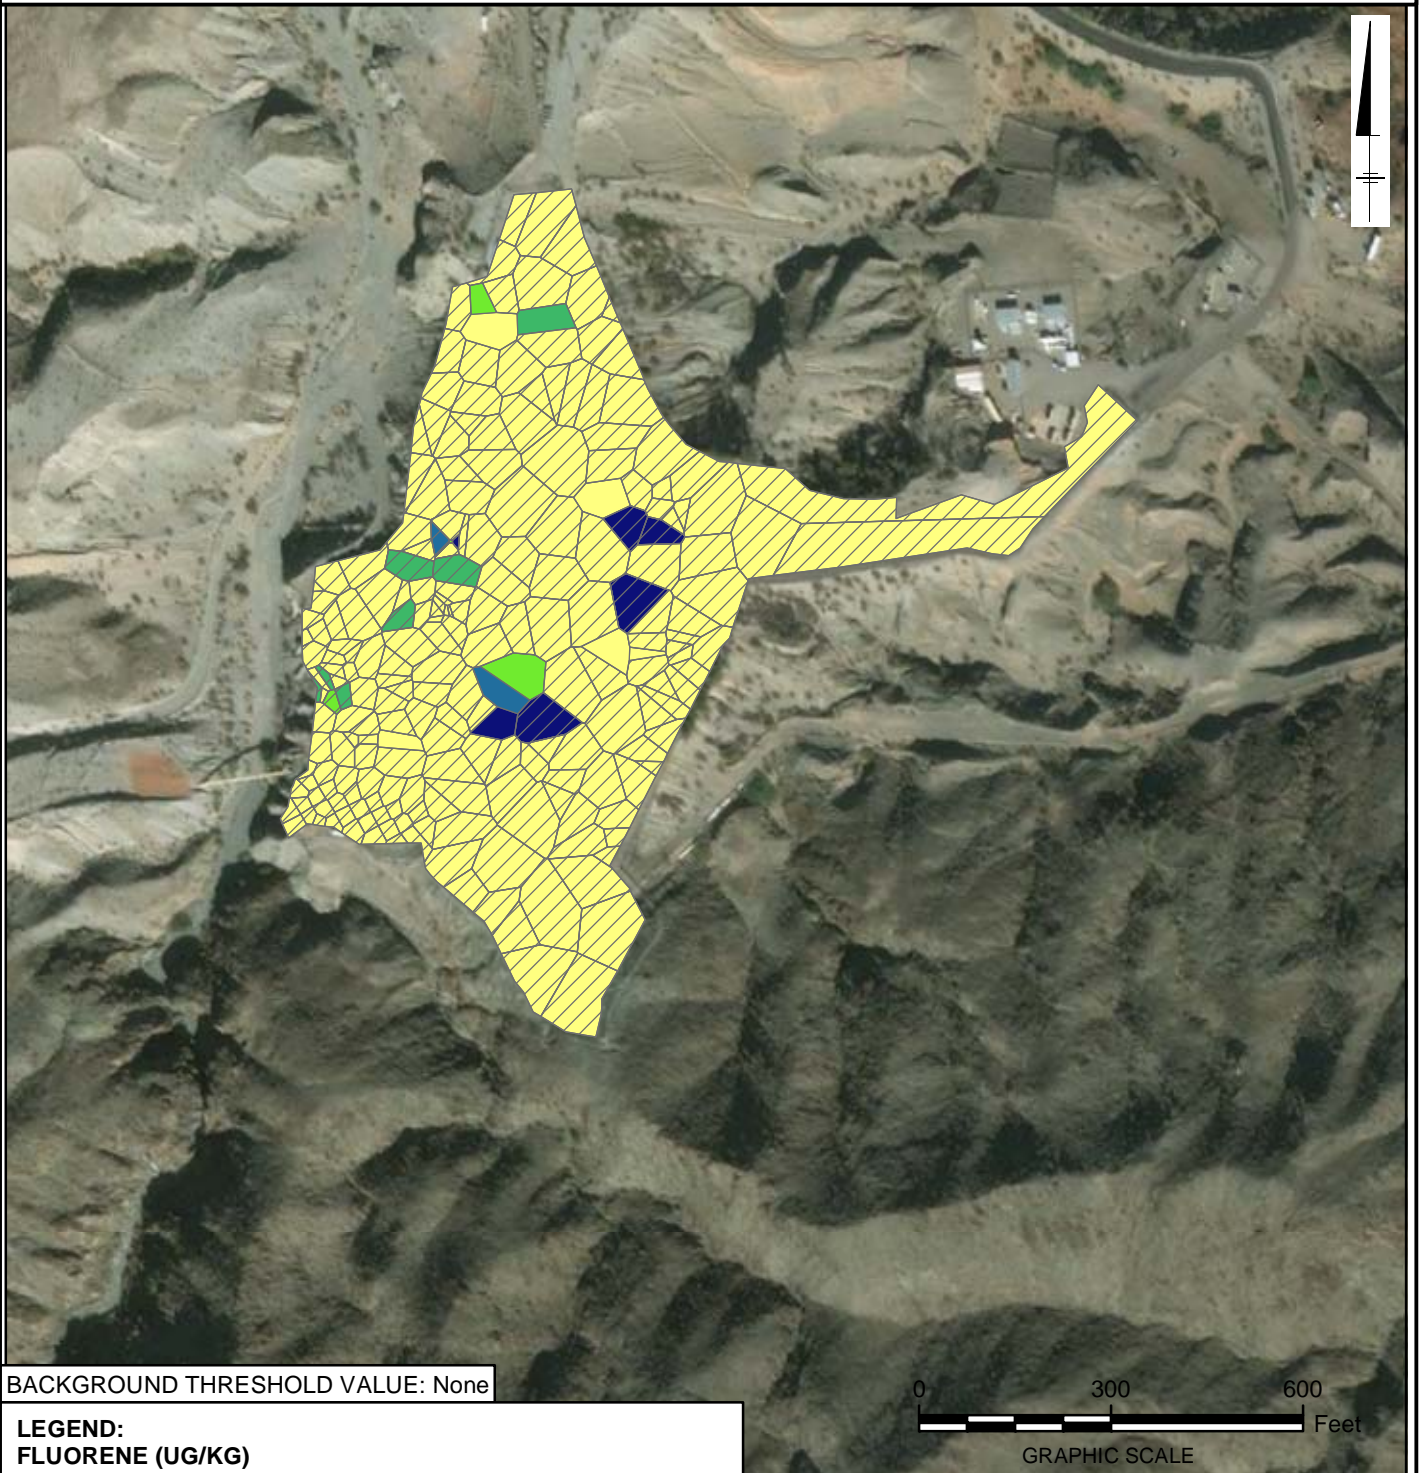 BACKGROUND THRESHOLD VALUE: None
LEGEND:
FLUORENE (UG/KG)
0 300 600
Feet
GRAPHIC SCALE